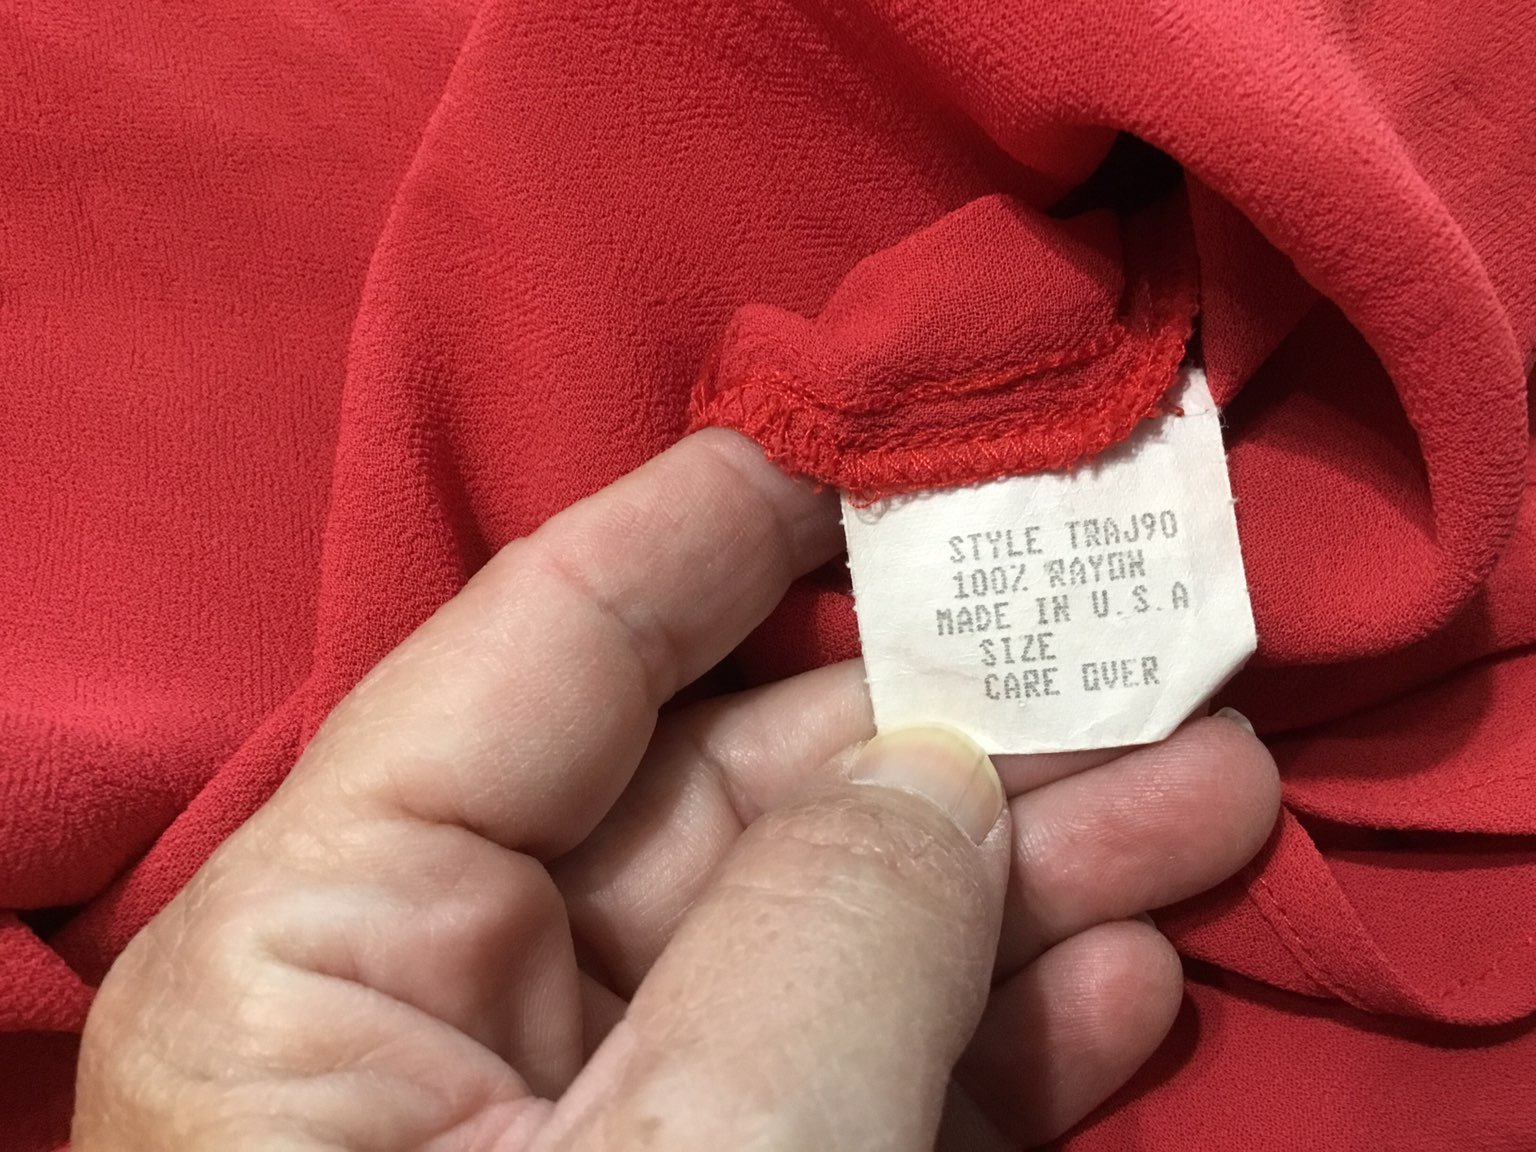 STYLE TRAJ90
100% RAYON
MADE IN U.S.A
SIZE
CARE OVER